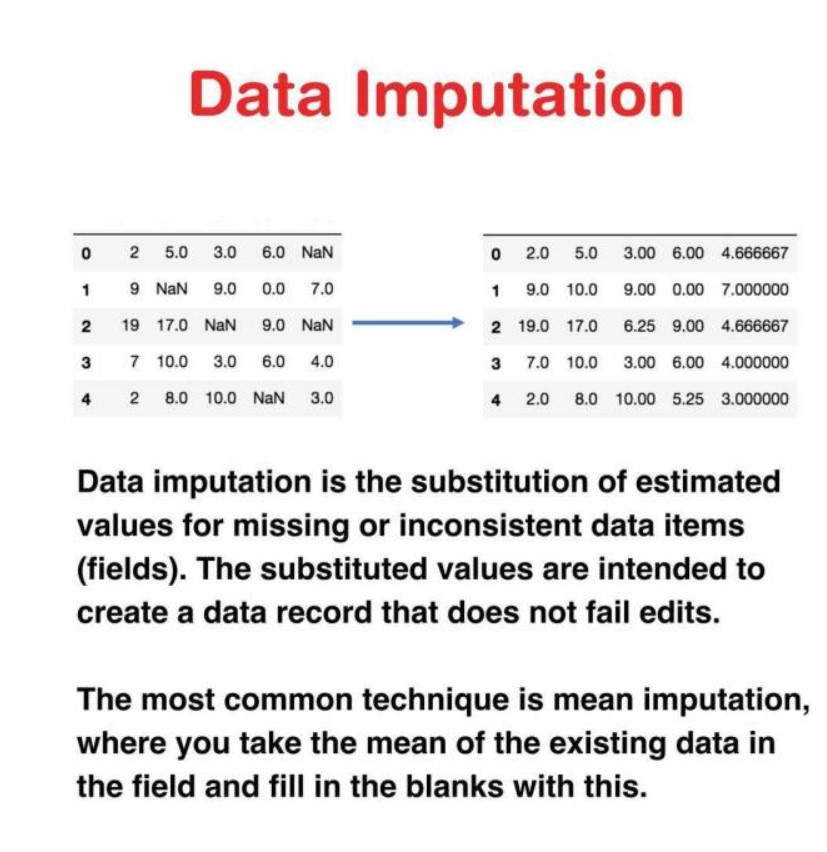 Data Imputation
0 2 5.0 3.0 6.0 NaN
1 9 NaN 9.0 0.0 7.0
2 19 17.0 NaN 9.0 NaN
3 7 10.0 3.0 6.0 4.0
4 2 8.0 10.0 NaN 3.0
0 2.0 5.0 3.00 6.00 4.666667
1 9.0 10.0 9.00 0.00 7.000000
2 19.0 17.0 6.25 9.00 4.666667
3 7.0 10.0 3.00 6.00 4.000000
4 2.0 8.0 10.00 5.25 3.000000
Data imputation is the substitution of estimated
values for missing or inconsistent data items
(fields). The substituted values are intended to
create a data record that does not fail edits.
The most common technique is mean imputation,
where you take the mean of the existing data in
the field and fill in the blanks with this.